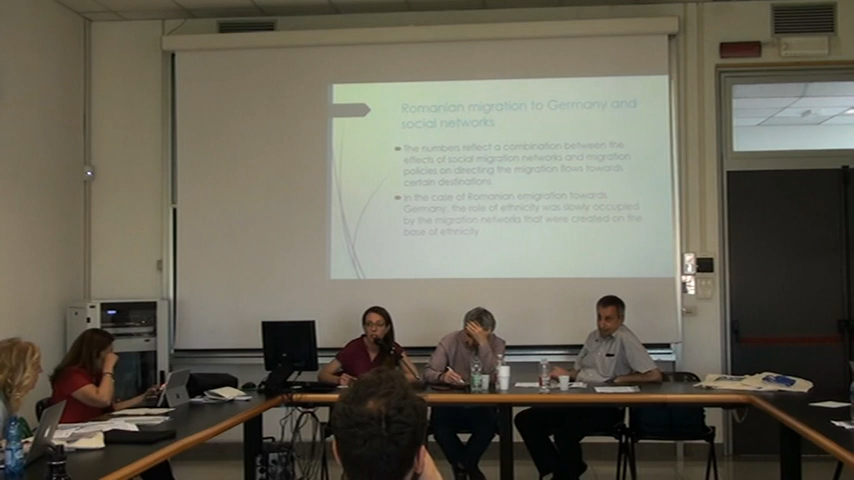 Romanian migration to Germany and
social networks
The numbers reflect a combination between the
effects of social migration networks and migration
policies on directing the migration flows towards
certain destinations.
In the case of Romanian emigration towards
Germany, the role of ethnicity was slowly occupied
by the migration networks that were created on the
base of ethnicity